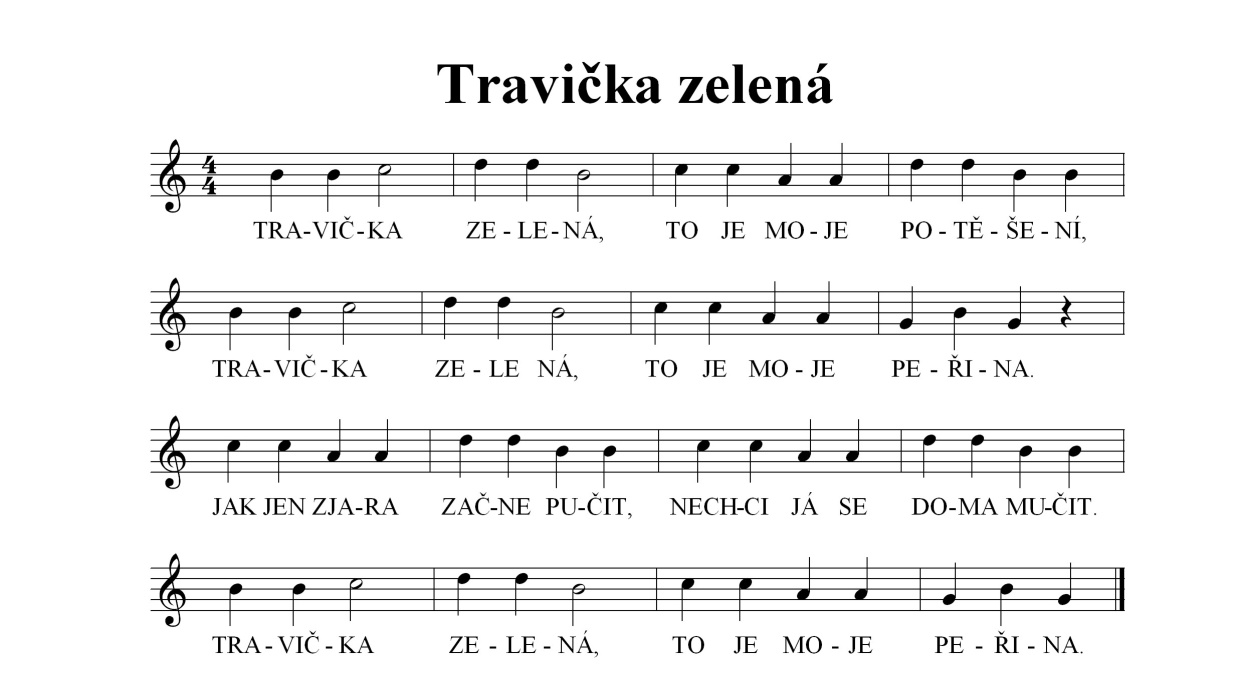 Travička zelená
4
4
TRA-VIČ-KA ZE - LE - NÁ, TO JE MO - JE PO - TĚ - ŠE - NÍ,
TRA- VIČ - KA ZE - LE NÁ, TO JE MO - JE PE - ŘI - NA.
JAK JEN ZJA-RA ZAČ-NE PU-ČIT, NECH-CI JÁ SE DO-MA MU-ČIT.
TRA - VIČ - KA ZE - LE - NÁ, TO JE MO - JE PE - ŘI - NA.